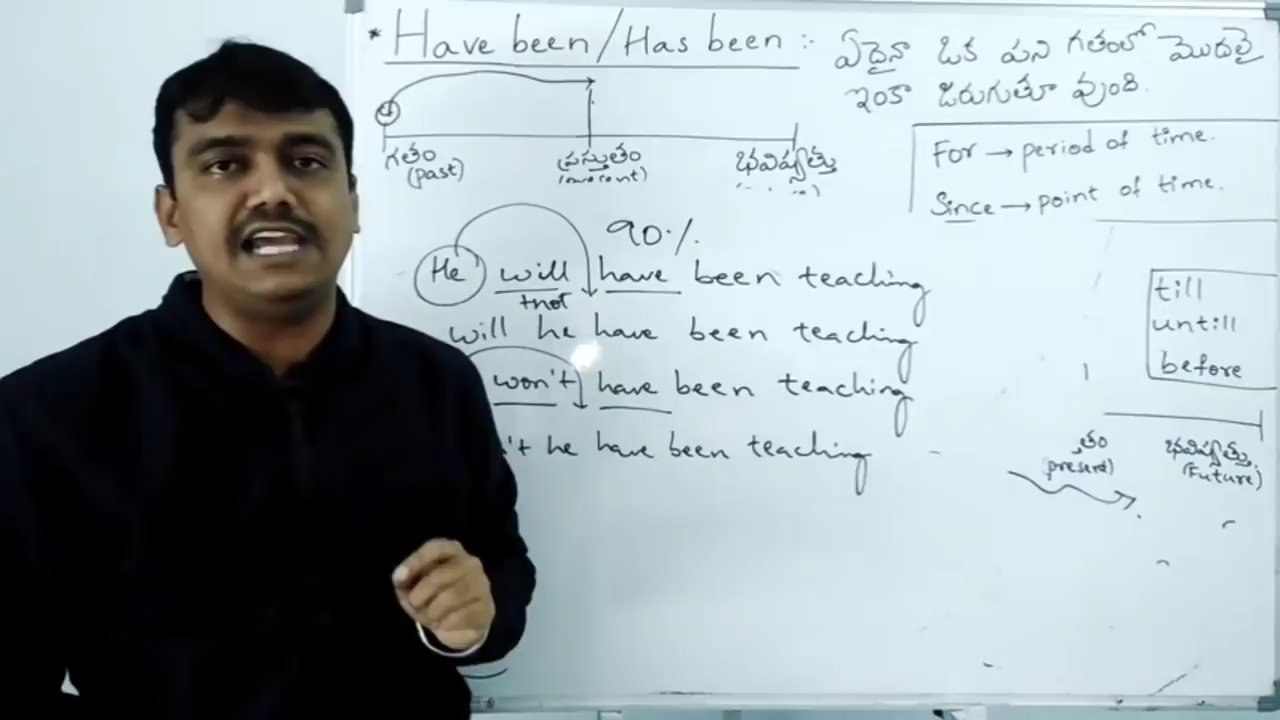 * Have been / Has been :- ఏదైనా ఒక పని గతంలో మొదలై
ఇంకా జరుగుతూ వుంది.
గతం ప్రస్తుతం భవిష్యత్తు
(past)
For → period of time.
Since → point of time.
90%
He will have been teaching
+not
will he have been teaching
won't have been teaching
't he have been teaching
till
until
before
తం భవిష్యత్తు
present) (Future)